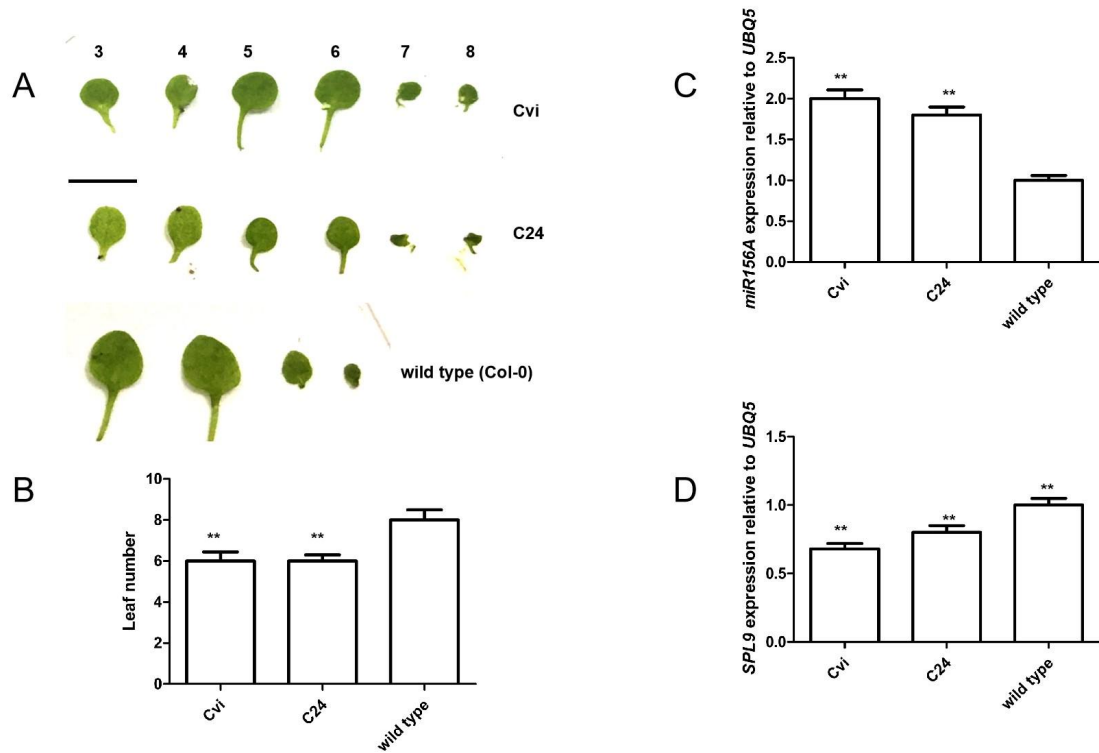 A
3 4 5 6 7 8
Cvi
C24
wild type (Col-0)
B
Leaf number
10
8
6
4
2
0
**
**
Cvi
C24
wild type
C
miR156A expression relative to UBQ5
2.5
2.0
1.5
1.0
0.5
0.0
**
**
Cvi
C24
wild type
D
SPL9 expression relative to UBQ5
1.5
1.0
0.5
0.0
**
**
**
Cvi
C24
wild type